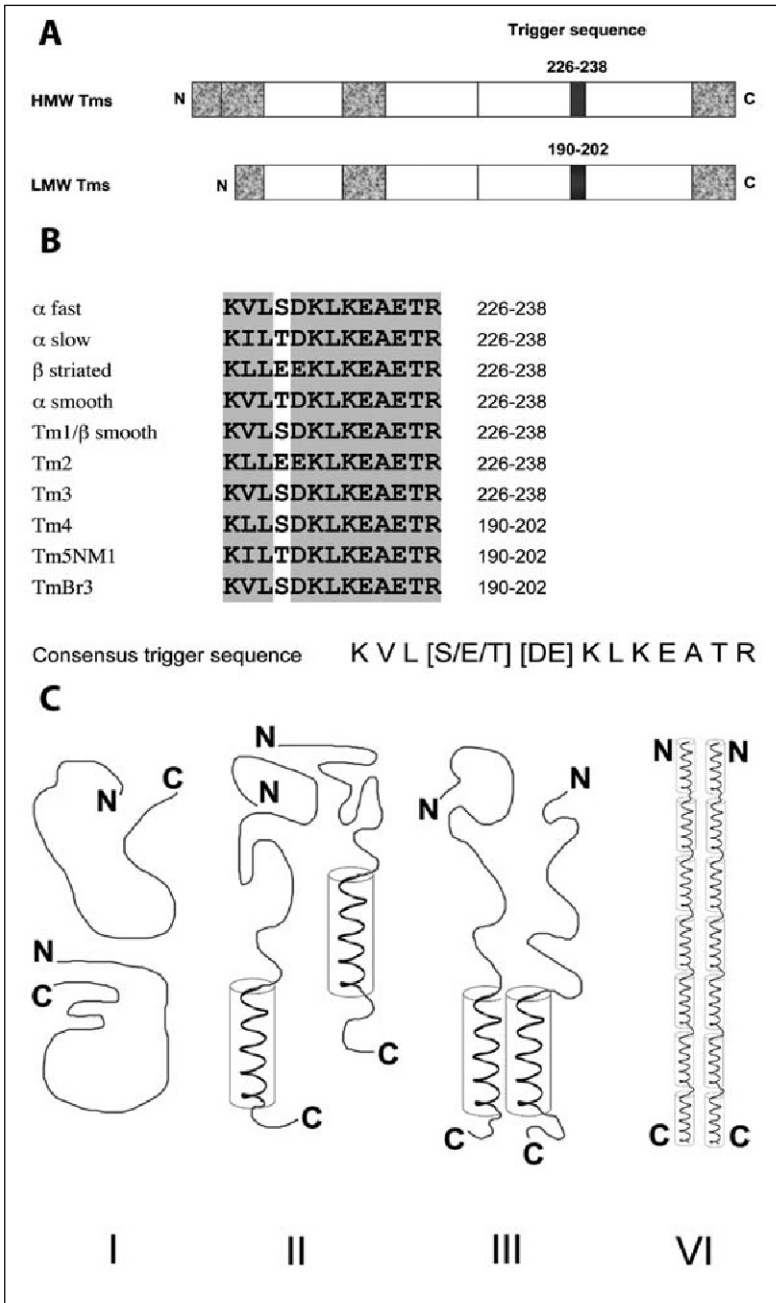 A
Trigger sequence
226-238
HMW Tms N C
190-202
LMW Tms N C
B
α fast KVLSDKLKEAETR 226-238
α slow KILTDKLKEAETR 226-238
β striated KLLEEKLKEAETR 226-238
α smooth KVLTDKLKEAETR 226-238
Tm1/β smooth KVLSDKLKEAETR 226-238
Tm2 KLLEEKLKEAETR 226-238
Tm3 KVLSDKLKEAETR 226-238
Tm4 KLLSDKLKEAETR 190-202
Tm5NM1 KILTDKLKEAETR 190-202
TmBr3 KVLSDKLKEAETR 190-202
Consensus trigger sequence K V L [S/E/T] [DE] K L K E A T R
C
N C
N
C
N
N
C
C
N
N
C
C
N N
C C
I II III VI